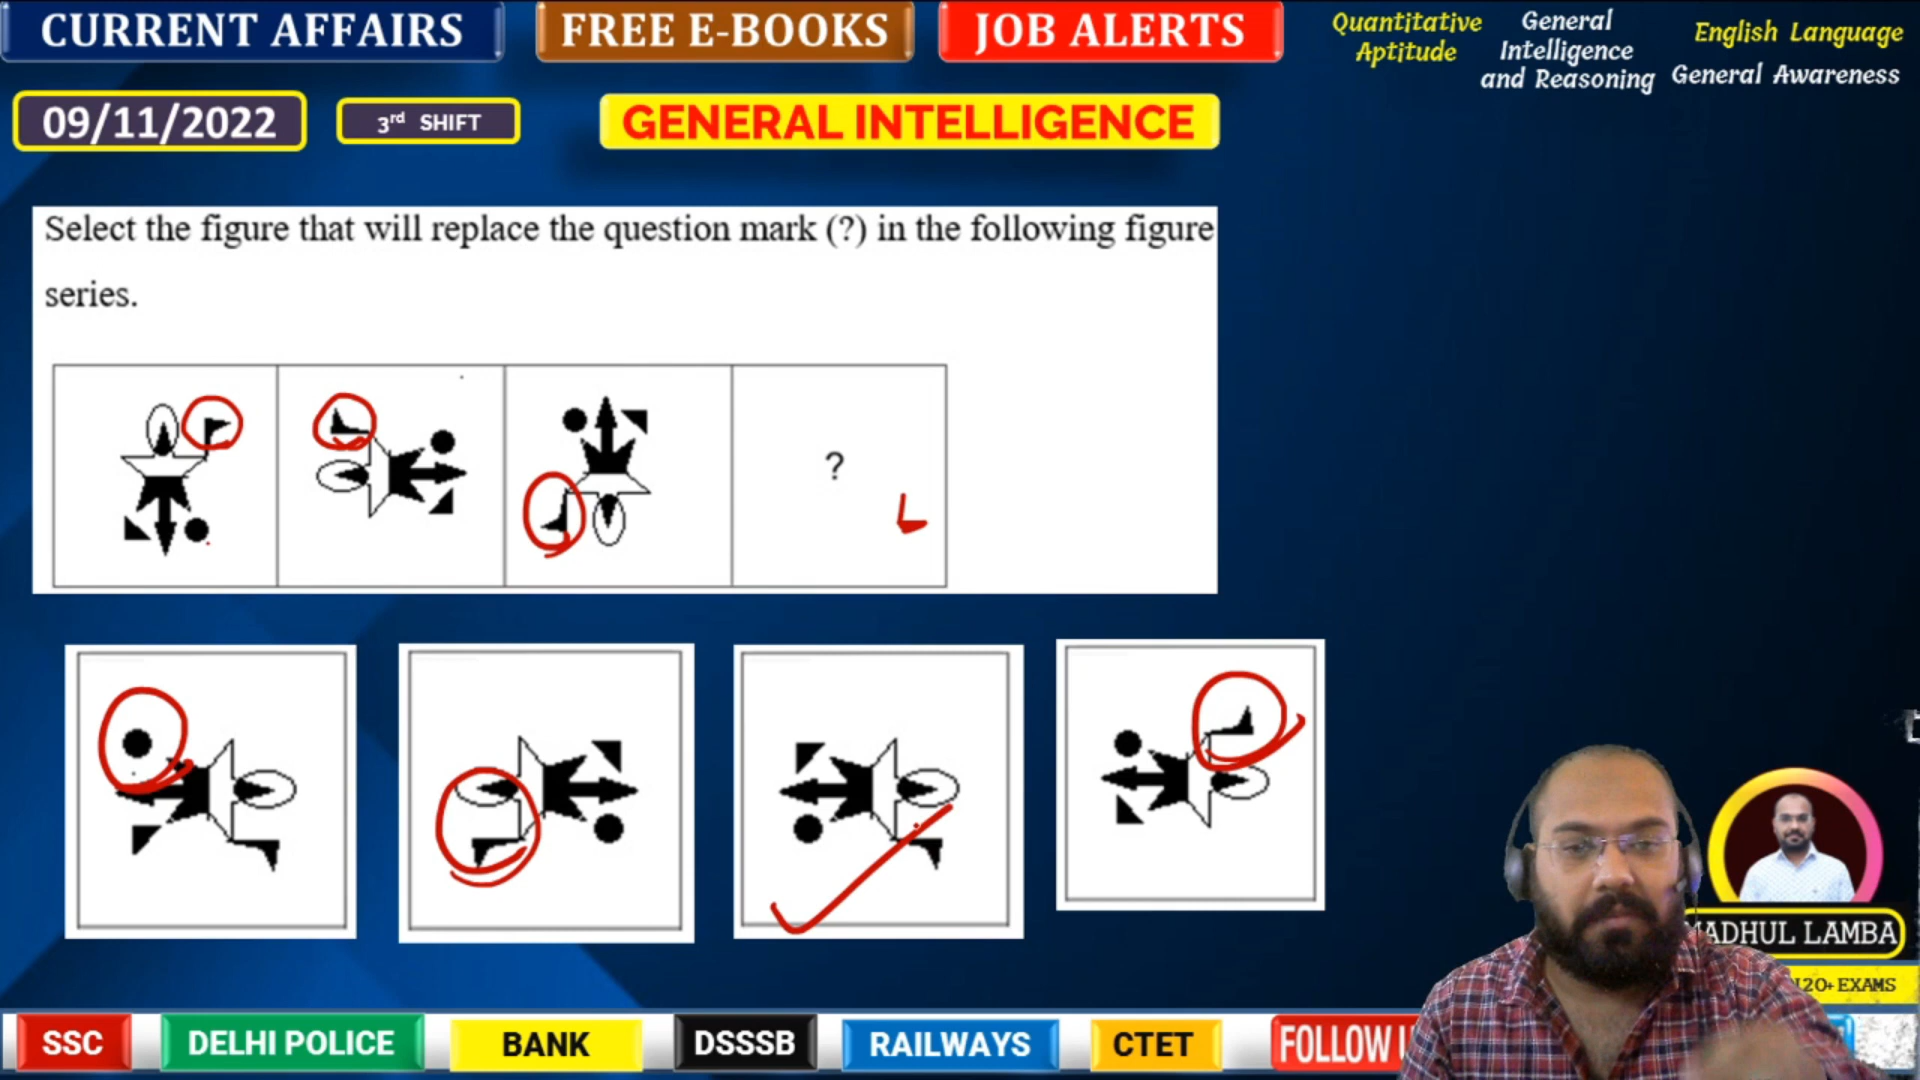 CURRENT AFFAIRS
FREE E-BOOKS
JOB ALERTS
Quantitative
Aptitude
General
Intelligence
and Reasoning
English Language
General Awareness
09/11/2022
3rd SHIFT
GENERAL INTELLIGENCE
Select the figure that will replace the question mark (?) in the following figure
series.
?
MADHUL LAMBA
120+ EXAMS
SSC
DELHI POLICE
BANK
DSSSB
RAILWAYS
CTET
FOLLOW